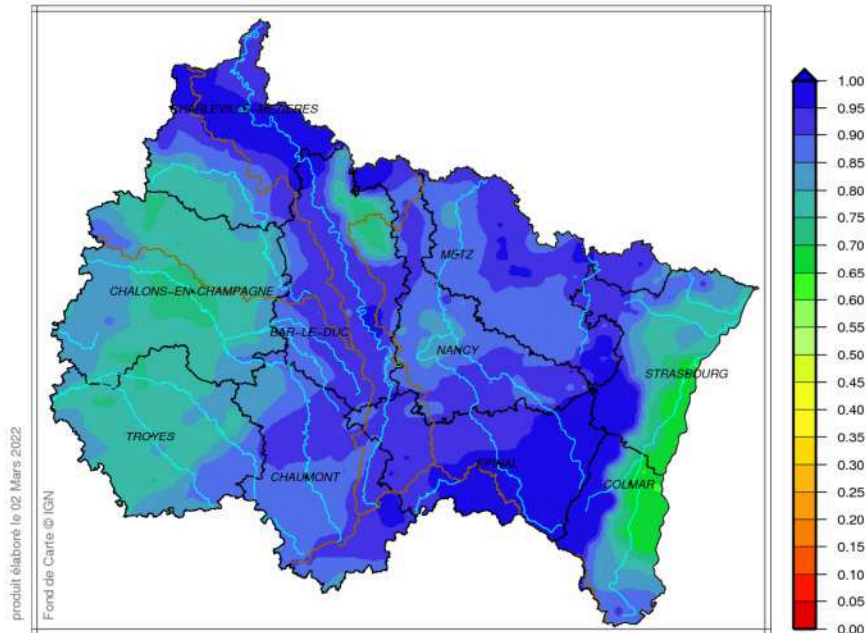 CHARLEVILLE-MEZIERES
METZ
CHALONS-EN-CHAMPAGNE
BAR-LE-DUC
NANCY
STRASBOURG
TROYES
CHAUMONT
EPINAL
COLMAR
1.00
0.95
0.90
0.85
0.80
0.75
0.70
0.65
0.60
0.55
0.50
0.45
0.40
0.35
0.30
0.25
0.20
0.15
0.10
0.05
0.00
produit élaboré le 02 Mars 2022
Fond de Carte © IGN